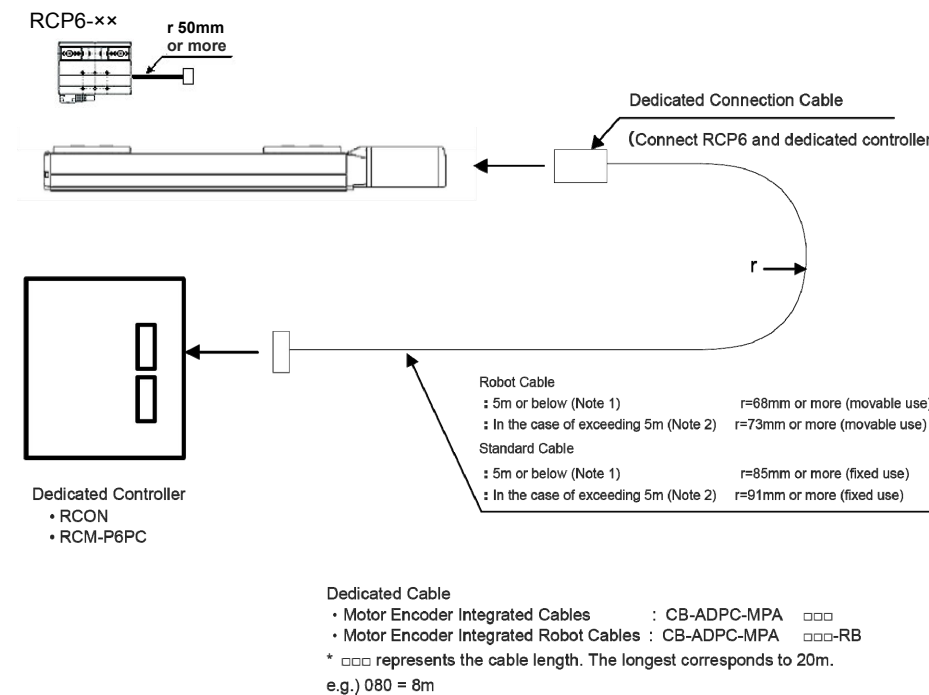 RCP6-××
r 50mm
or more
Dedicated Connection Cable
(Connect RCP6 and dedicated controller
r
Robot Cable
: 5m or below (Note 1) r=68mm or more (movable use)
: In the case of exceeding 5m (Note 2) r=73mm or more (movable use)
Standard Cable
: 5m or below (Note 1) r=85mm or more (fixed use)
: In the case of exceeding 5m (Note 2) r=91mm or more (fixed use)
Dedicated Controller
• RCON
• RCM-P6PC
Dedicated Cable
・Motor Encoder Integrated Cables : CB-ADPC-MPA □□□
・Motor Encoder Integrated Robot Cables : CB-ADPC-MPA □□□-RB
* □□□ represents the cable length. The longest corresponds to 20m.
e.g.) 080 = 8m